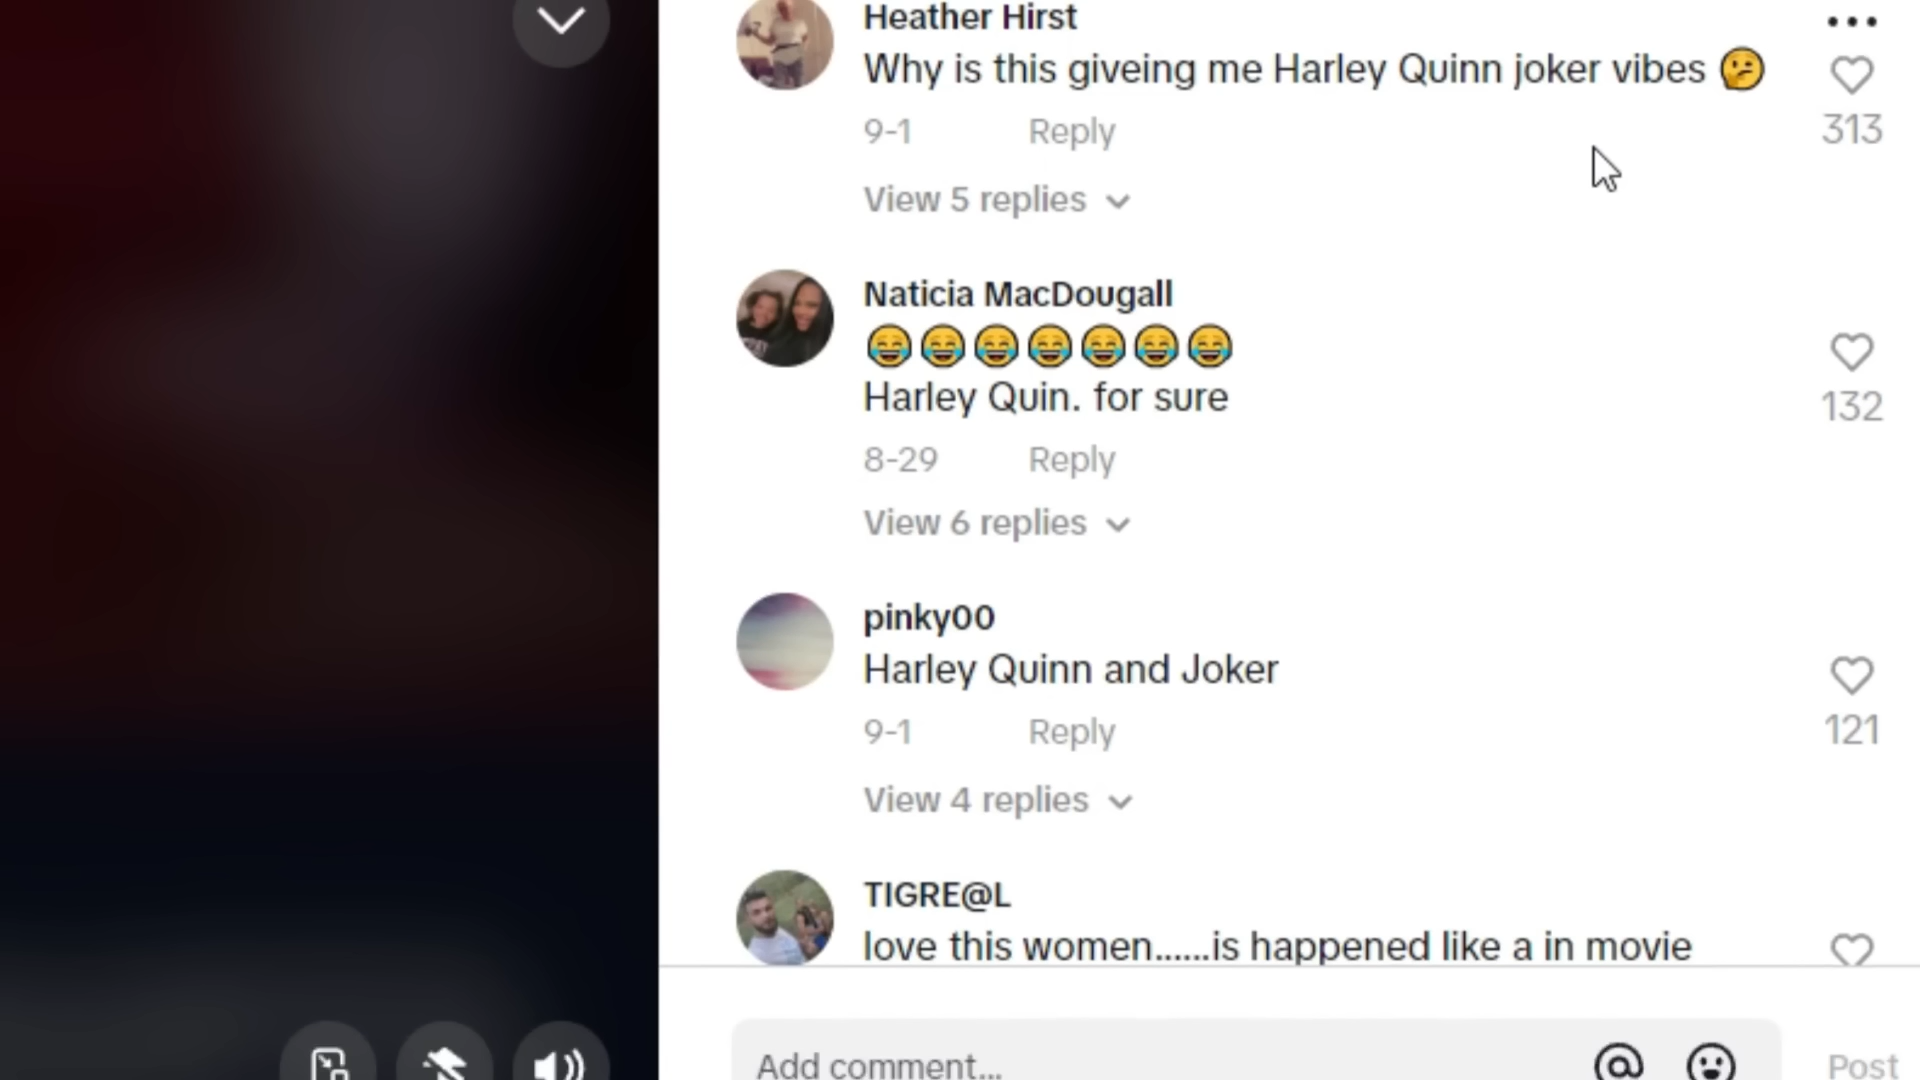 Heather Hirst
Why is this giveing me Harley Quinn joker vibes 🤔
9-1 Reply
313
View 5 replies
Naticia MacDougall
😂😂😂😂😂😂😂
Harley Quin. for sure
132
8-29 Reply
View 6 replies
pinky00
Harley Quinn and Joker
9-1 Reply
121
View 4 replies
TIGRE@L
love this women......is happened like a in movie
Add comment...
Post